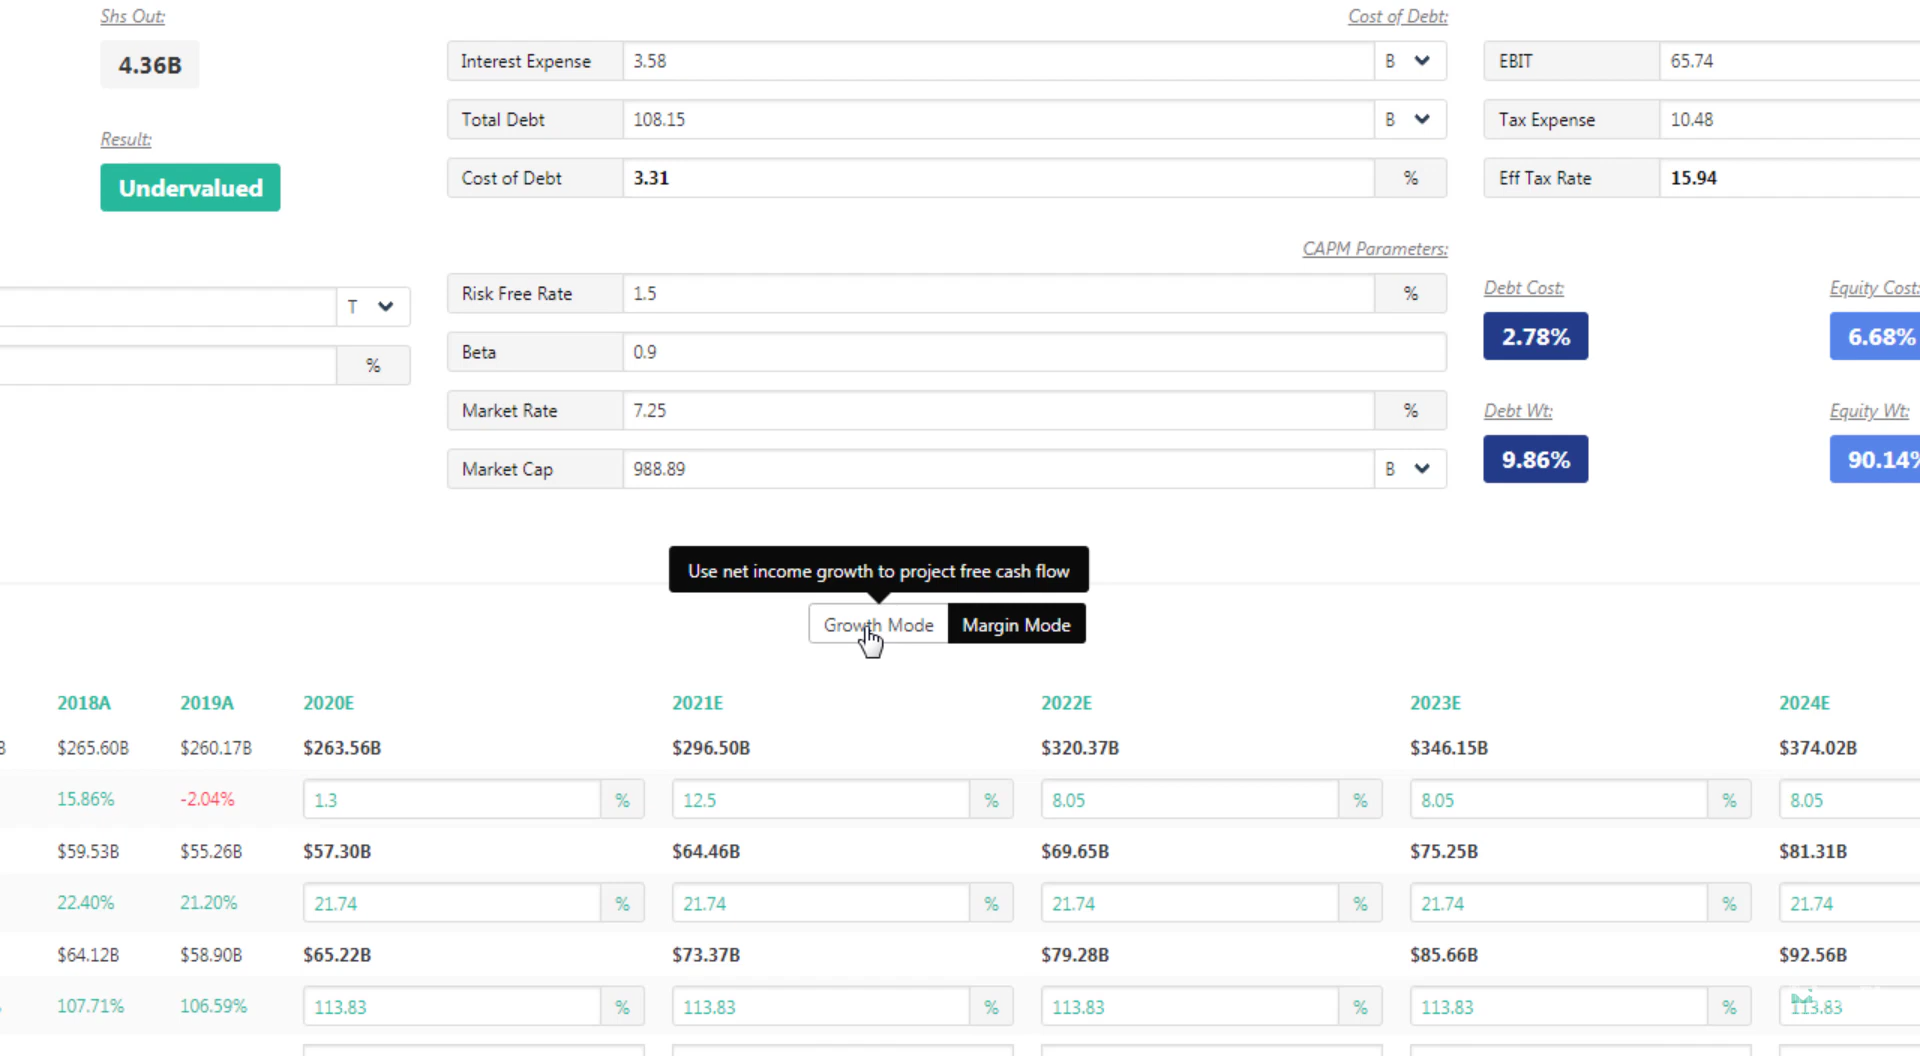 Shs Out:
4.36B
Result:
Undervalued
T
%
Cost of Debt:
Interest Expense 3.58 B
Total Debt 108.15 B
Cost of Debt 3.31 %
EBIT 65.74
Tax Expense 10.48
Eff Tax Rate 15.94
CAPM Parameters:
Risk Free Rate 1.5 %
Beta 0.9
Market Rate 7.25 %
Market Cap 988.89 B
Debt Cost: Equity Cost:
2.78% 6.68%
Debt Wt: Equity Wt:
9.86% 90.14%
Use net income growth to project free cash flow
Growth Mode Margin Mode
2018A 2019A 2020E 2021E 2022E 2023E 2024E
B $265.60B $260.17B $263.56B $296.50B $320.37B $346.15B $374.02B
15.86% -2.04% 1.3 % 12.5 % 8.05 % 8.05 % 8.05
$59.53B $55.26B $57.30B $64.46B $69.65B $75.25B $81.31B
22.40% 21.20% 21.74 % 21.74 % 21.74 % 21.74 % 21.74
$64.12B $58.90B $65.22B $73.37B $79.28B $85.66B $92.56B
107.71% 106.59% 113.83 % 113.83 % 113.83 % 113.83 % 113.83